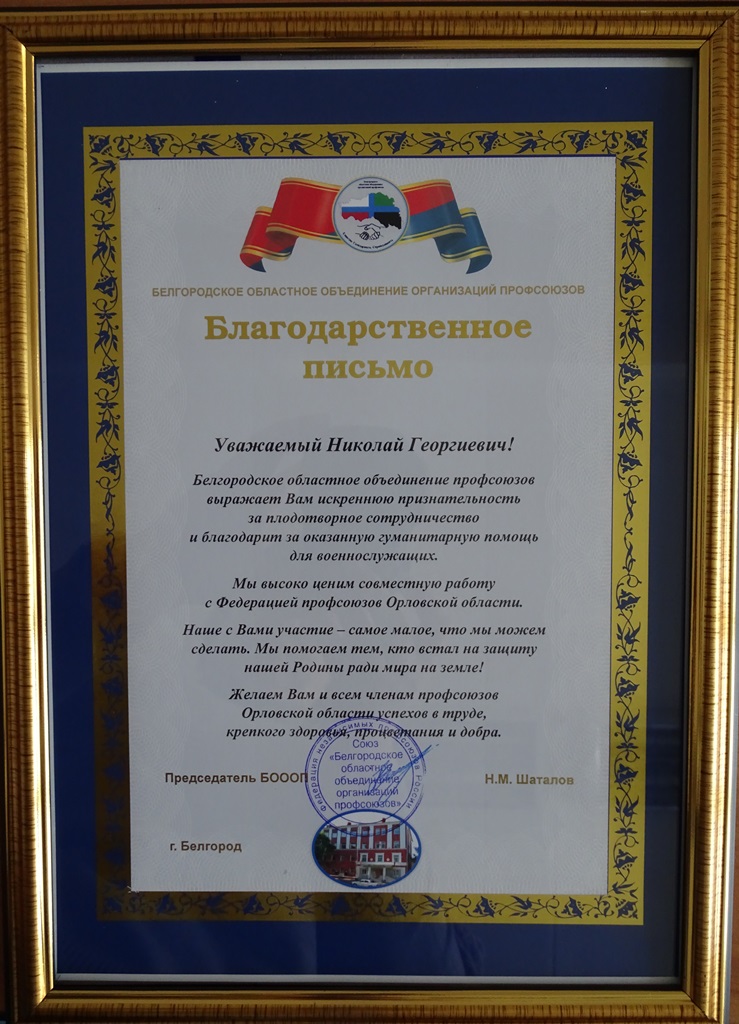 БЕЛГОРОДСКОЕ ОБЛАСТНОЕ ОБЪЕДИНЕНИЕ ОРГАНИЗАЦИЙ ПРОФСОЮЗОВ
Благодарственное
письмо
Уважаемый Николай Георгиевич!
Белгородское областное объединение профсоюзов
выражает Вам искреннюю признательность
за плодотворное сотрудничество
и благодарит за оказанную гуманитарную помощь
для военнослужащих.
Мы высоко ценим совместную работу
с Федерацией профсоюзов Орловской области.
Наше с Вами участие – самое малое, что мы можем
сделать. Мы помогаем тем, кто встал на защиту
нашей Родины ради мира на земле!
Желаем Вам и всем членам профсоюзов
Орловской области успехов в труде,
крепкого здоровья, процветания и добра.
Федерация независимых профсоюзов России
Союз
«Белгородское
областное
объединение
организаций
профсоюзов»
Председатель БОООП
Н.М. Шаталов
г. Белгород